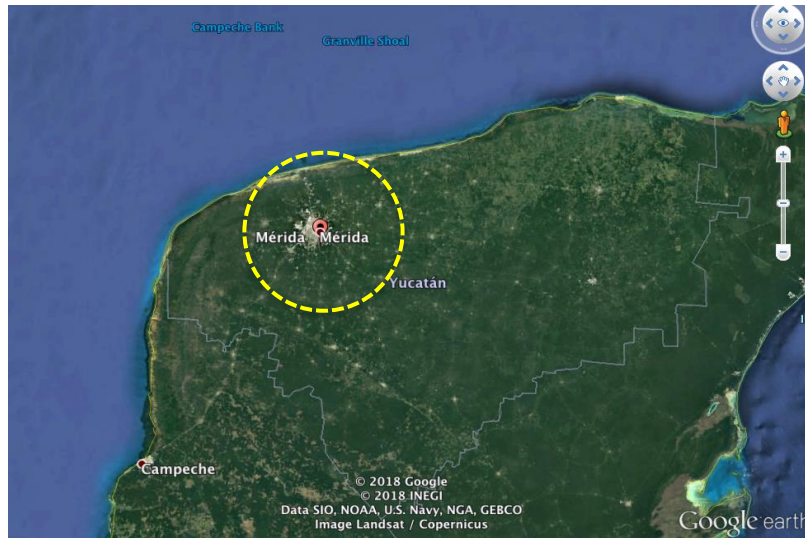 Campeche Bank
Granville Shoal
Mérida
Mérida
Yucatán
Campeche
© 2018 Google
© 2018 INEGI
Data SIO, NOAA, U.S. Navy, NGA, GEBCO
Image Landsat / Copernicus
Google earth